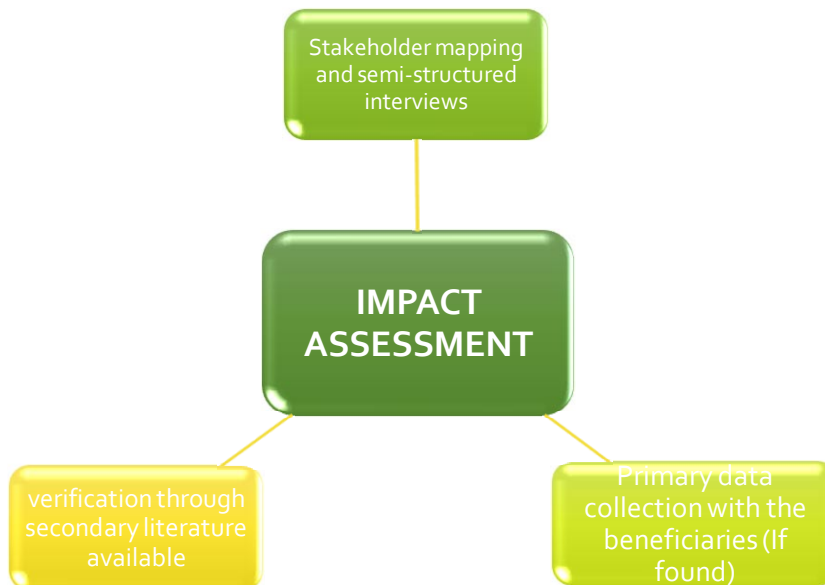 Stakeholder mapping
and semi-structured
interviews
IMPACT
ASSESSMENT
verification through
secondary literature
available
Primary data
collection with the
beneficiaries (If
found)